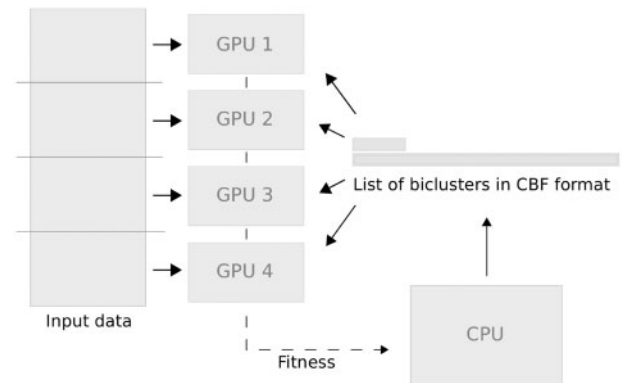 GPU 1
GPU 2
GPU 3
GPU 4
List of biclusters in CBF format
Input data
CPU
Fitness